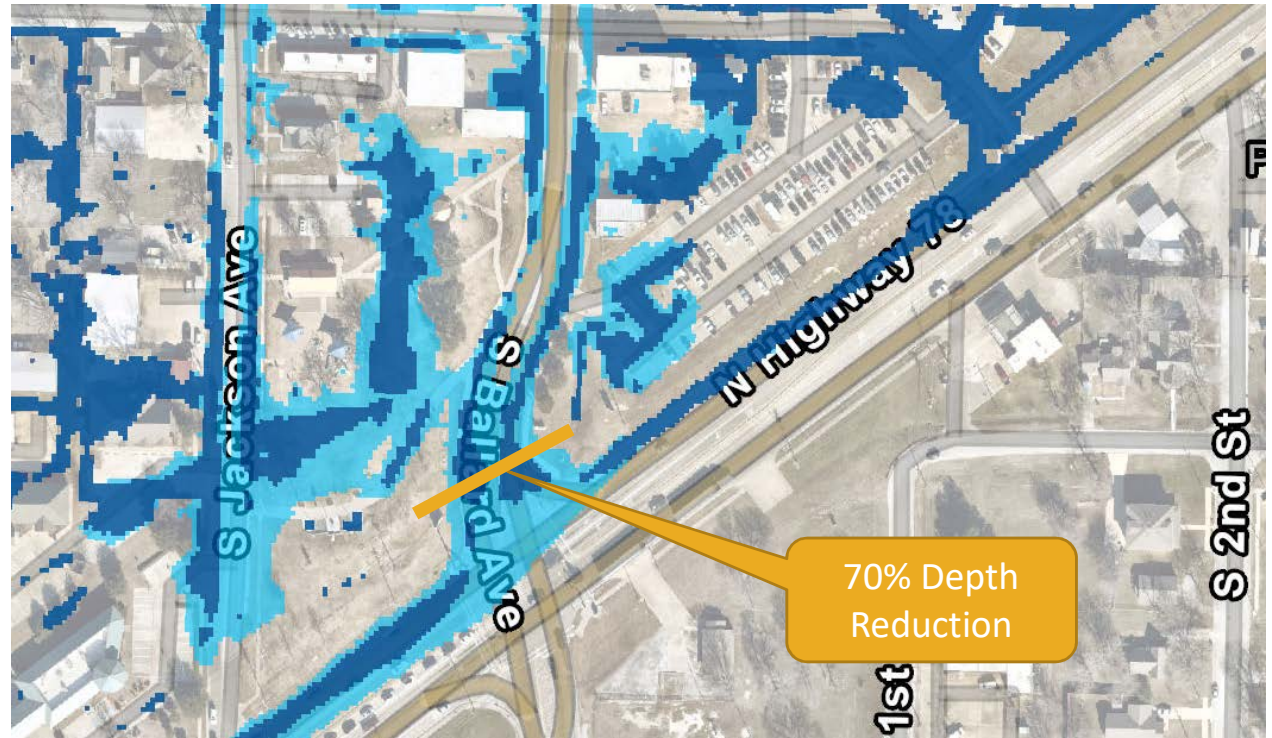 P
S Jackson Ave
S Ballard Ave
N Highway 78
S 2nd St
70% Depth
Reduction
1st